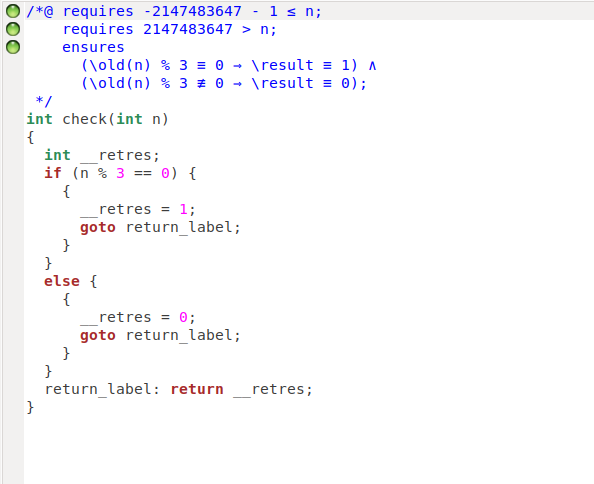 /*@ requires -2147483647 - 1 ≤ n;
    requires 2147483647 > n;
    ensures
      (\old(n) % 3 ≡ 0 ⇒ \result ≡ 1) ∧
      (\old(n) % 3 ≢ 0 ⇒ \result ≡ 0);
 */
int check(int n)
{
  int __retres;
  if (n % 3 == 0) {
    {
      __retres = 1;
      goto return_label;
    }
  }
  else {
    {
      __retres = 0;
      goto return_label;
    }
  }
  return_label: return __retres;
}